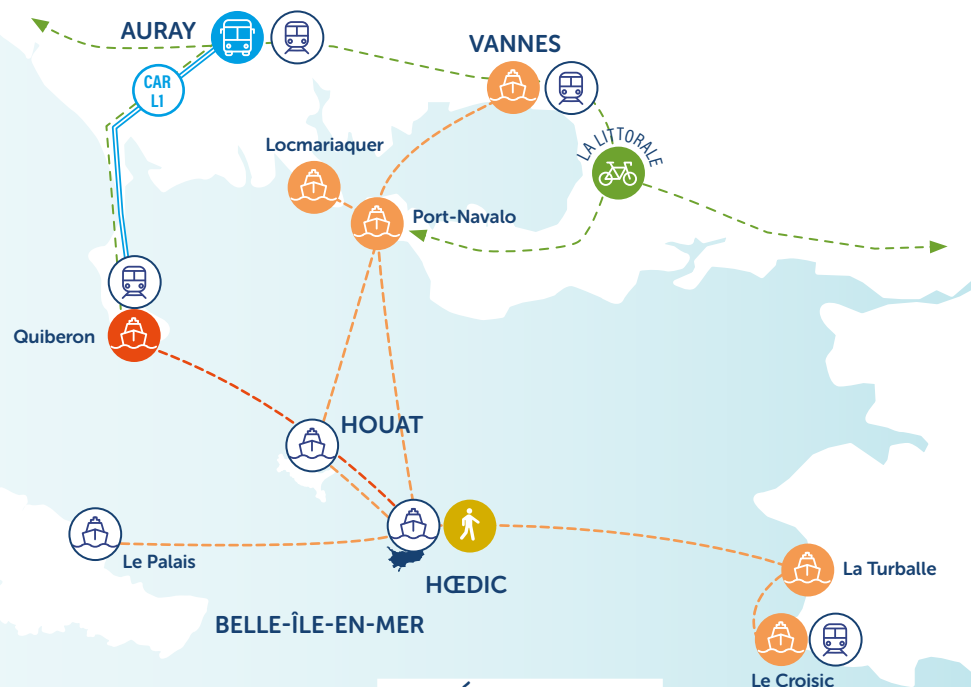 AURAY
VANNES
CAR
L1
LA LITTORALE
Locmariaquer
Port-Navalo
Quiberon
HOUAT
Le Palais
HŒDIC
La Turballe
BELLE-ÎLE-EN-MER
Le Croisic